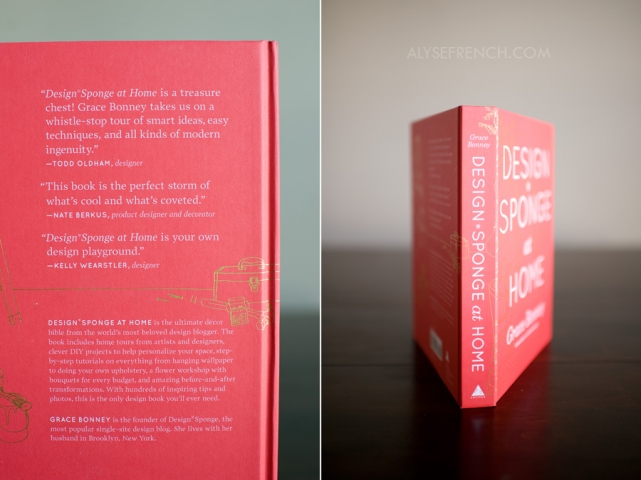 "Design*Sponge at Home is a treasure
chest! Grace Bonney takes us on a
whistle-stop tour of smart ideas, easy
techniques, and all kinds of modern
ingenuity."
—TODD OLDHAM, designer
"This book is the perfect storm of
what's cool and what's coveted."
—NATE BERKUS, product designer and decorator
"Design*Sponge at Home is your own
design playground."
—KELLY WEARSTLER, designer
DESIGN*SPONGE AT HOME is the ultimate décor
bible from the world's most beloved design blogger. The
book includes home tours from artists and designers,
clever DIY projects to help personalize your space, step-
by-step tutorials on everything from hanging wallpaper
to doing your own upholstery, a flower workshop with
bouquets for every budget, and amazing before-and-after
transformations. With hundreds of inspiring tips and
photos, this is the only design book you'll ever need.
GRACE BONNEY is the founder of Design*Sponge, the
most popular single-site design blog. She lives with her
husband in Brooklyn, New York.
ALYSEFRENCH.COM
Grace
Bonney
DESIGN*SPONGE at HOME
DESIGN
*
SPONGE
at
HOME
Grace Bonney